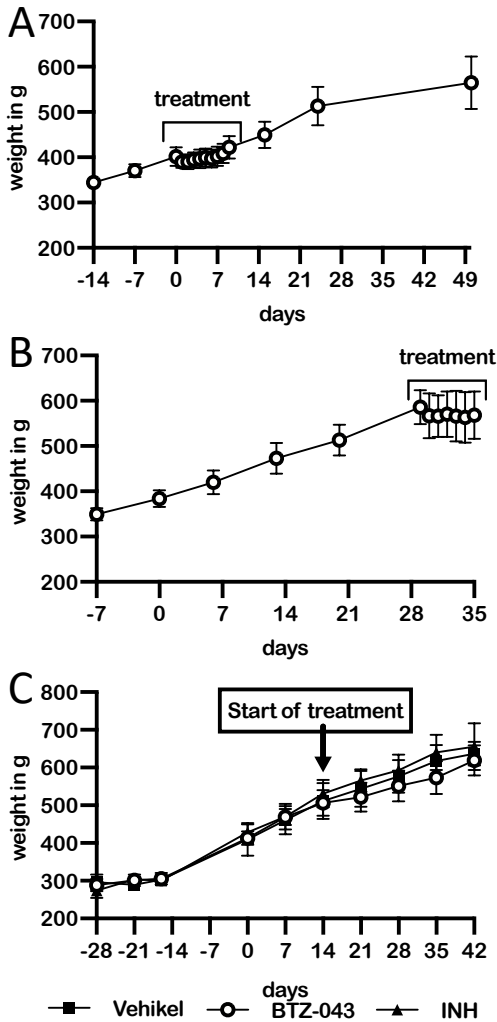 A
700
600
500
400
300
200
weight in g
treatment
-14 -7 0 7 14 21 28 35 42 49
days
B
700
600
500
400
300
200
weight in g
treatment
-7 0 7 14 21 28 35
days
C
800
700
600
500
400
300
200
weight in g
Start of treatment
-28 -21 -14 -7 0 7 14 21 28 35 42
days
Vehikel BTZ-043 INH